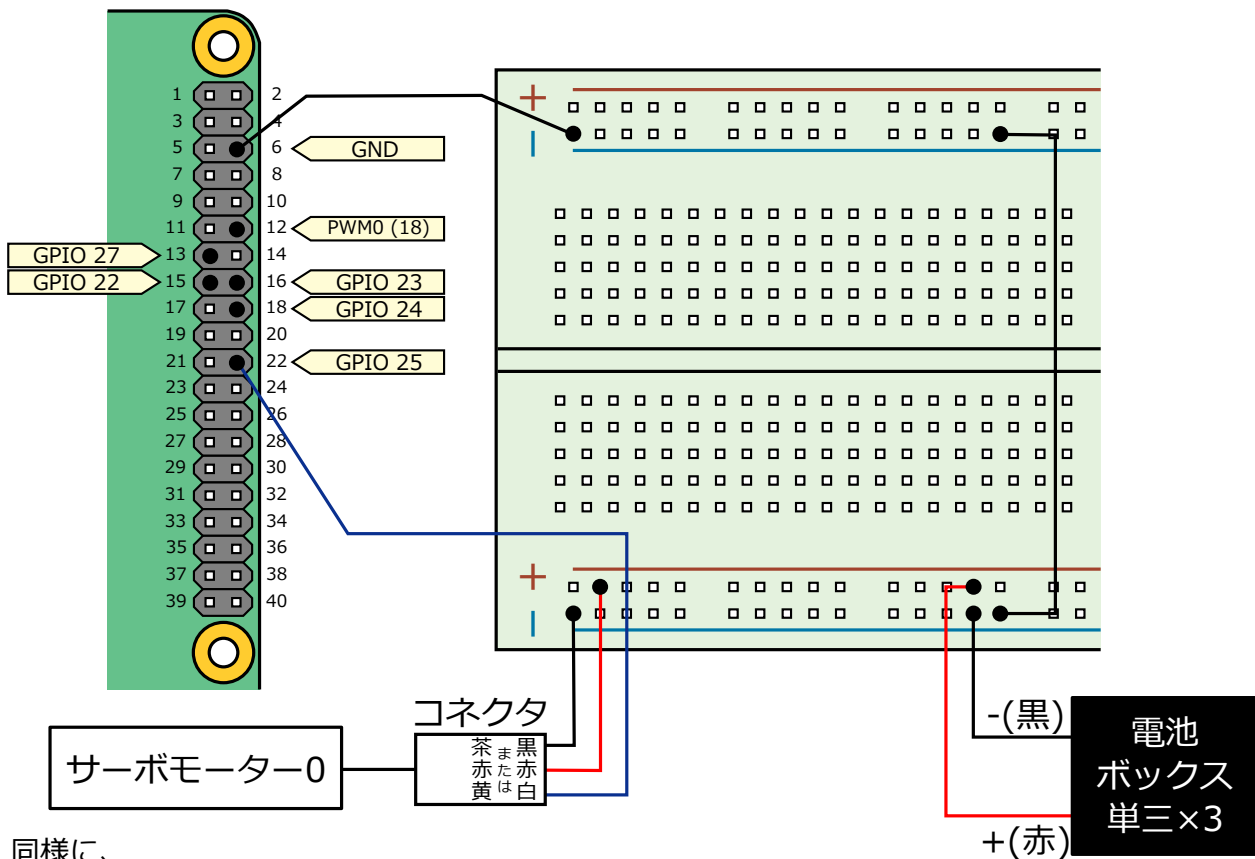 1 2
3 4
5 6 GND
7 8
9 10
11 12 PWM0 (18)
GPIO 27 13 14
GPIO 22 15 16 GPIO 23
17 18 GPIO 24
19 20
21 22 GPIO 25
23 24
25 26
27 28
29 30
31 32
33 34
35 36
37 38
39 40
+
−
+
−
コネクタ
サーボモーター0
茶 または 黒
赤 赤
黄 白
-(黒)
+(赤)
電池
ボックス
単三×3
同様に、